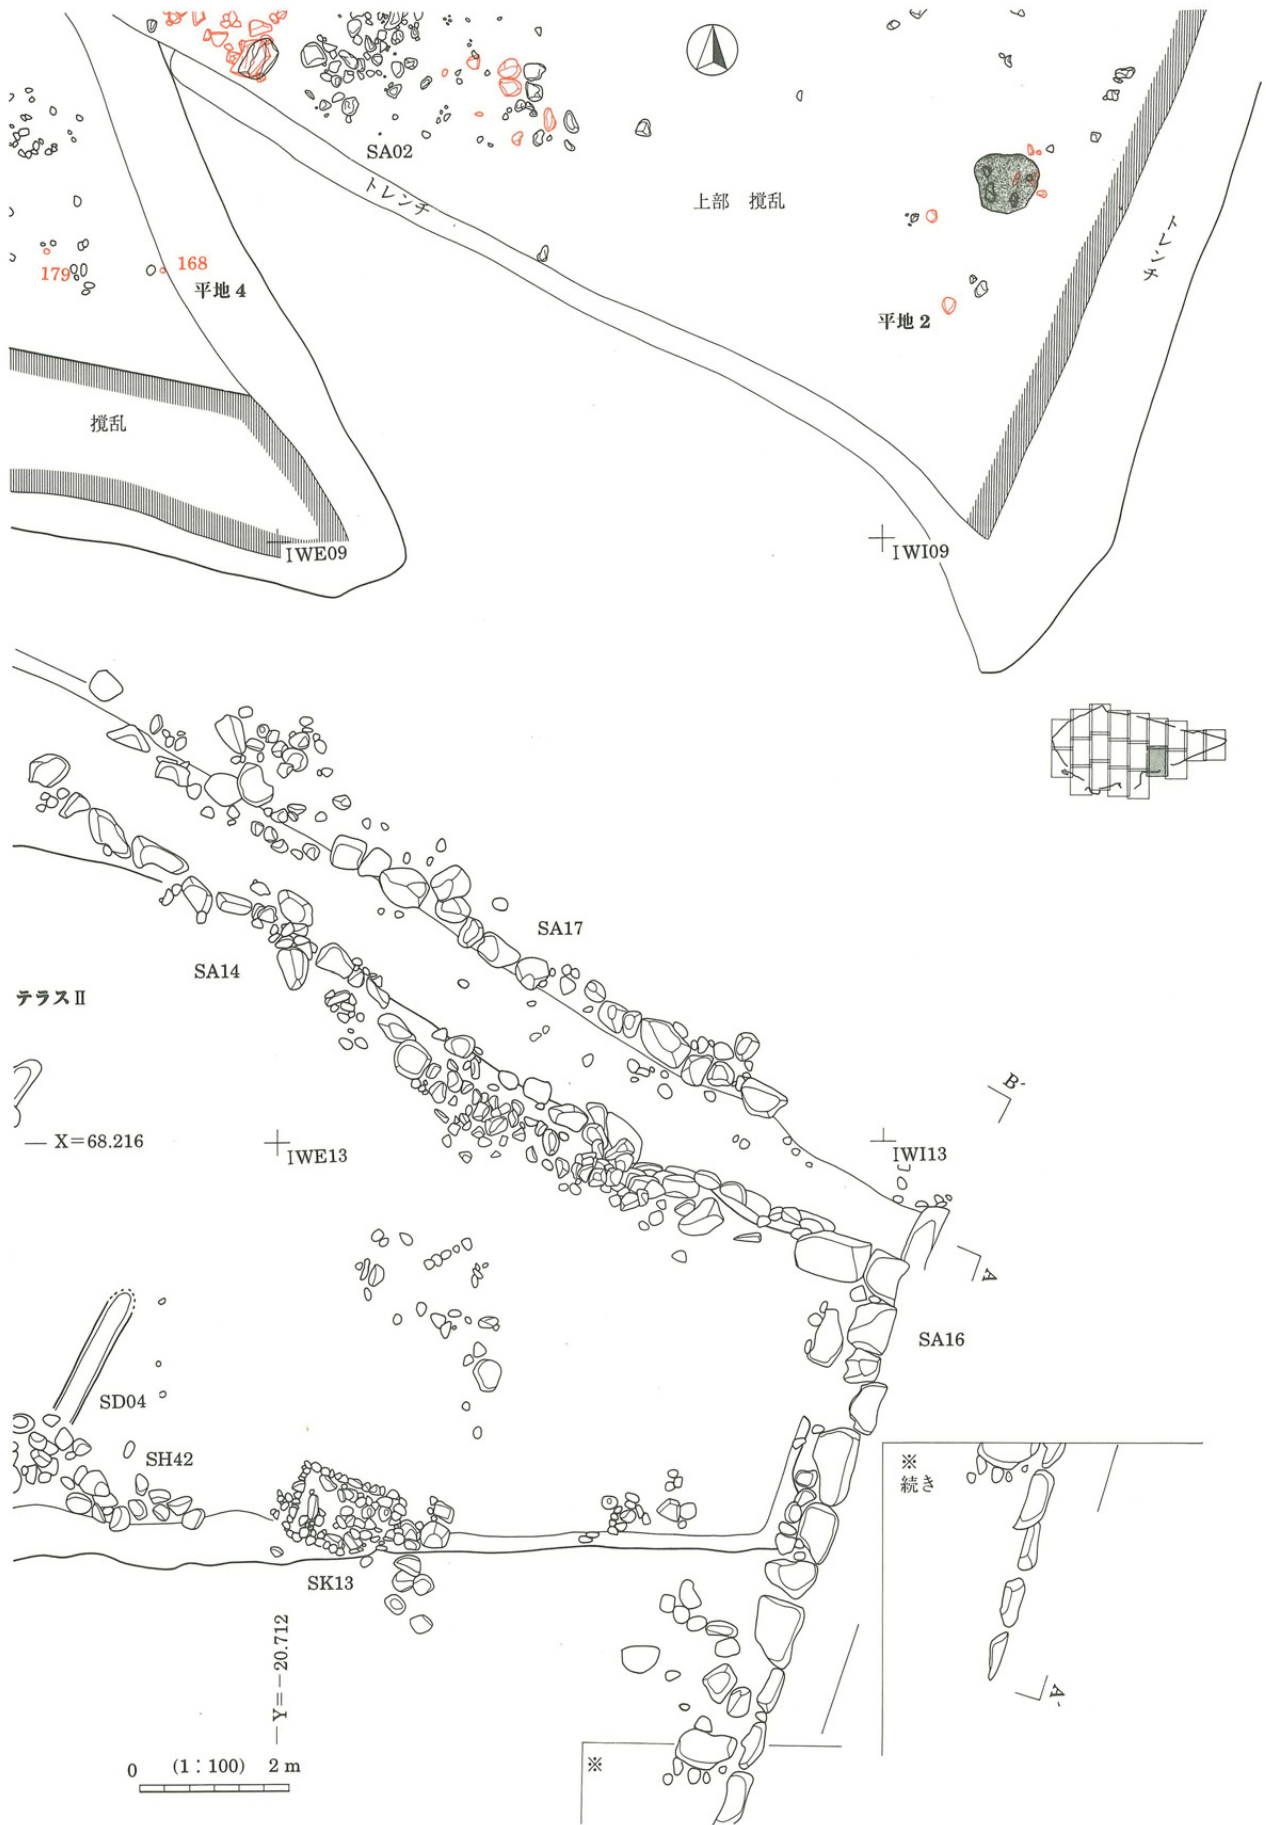 SA02
トレンチ
上部 撹乱
トレンチ
179
168
平地 4
平地 2
撹乱
IWE09
IWI09
SA17
SA14
テラスⅡ
B′
X=68.216
IWE13
IWI13
A
SA16
SD04
SH42
※
続き
SK13
Y=-20.712
A′
0 (1:100) 2 m
※